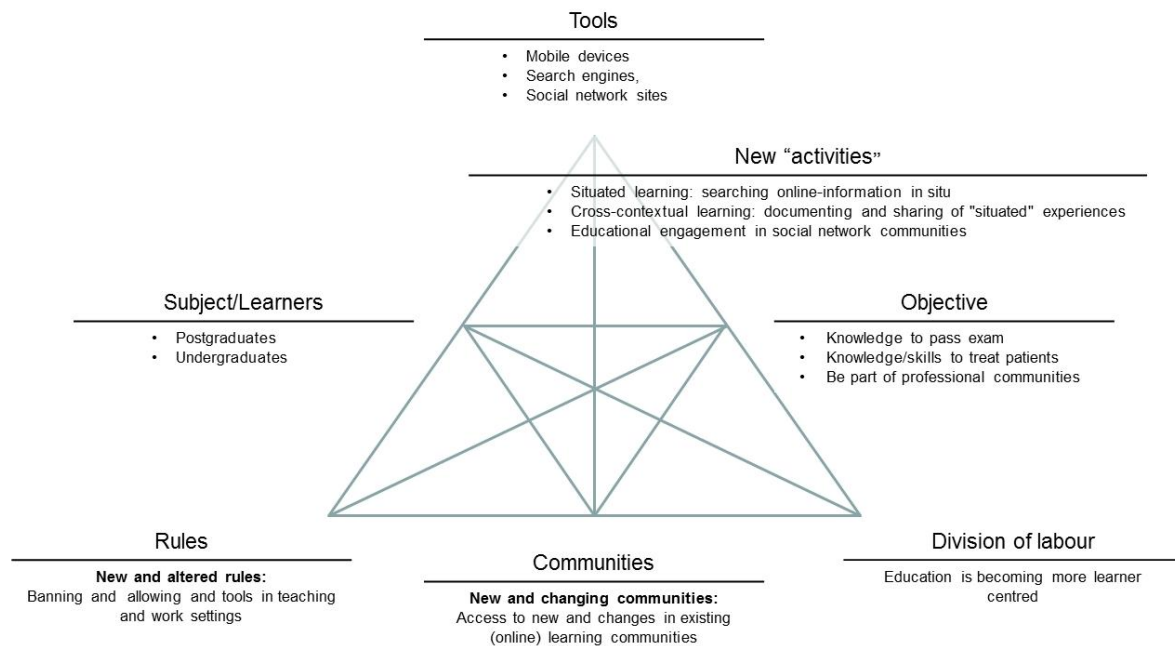 Tools
• Mobile devices
• Search engines,
• Social network sites
New “activities”
• Situated learning: searching online-information in situ
• Cross-contextual learning: documenting and sharing of "situated" experiences
• Educational engagement in social network communities
Subject/Learners
• Postgraduates
• Undergraduates
Objective
• Knowledge to pass exam
• Knowledge/skills to treat patients
• Be part of professional communities
Rules
New and altered rules:
Banning and allowing and tools in teaching
and work settings
Communities
New and changing communities:
Access to new and changes in existing
(online) learning communities
Division of labour
Education is becoming more learner
centred